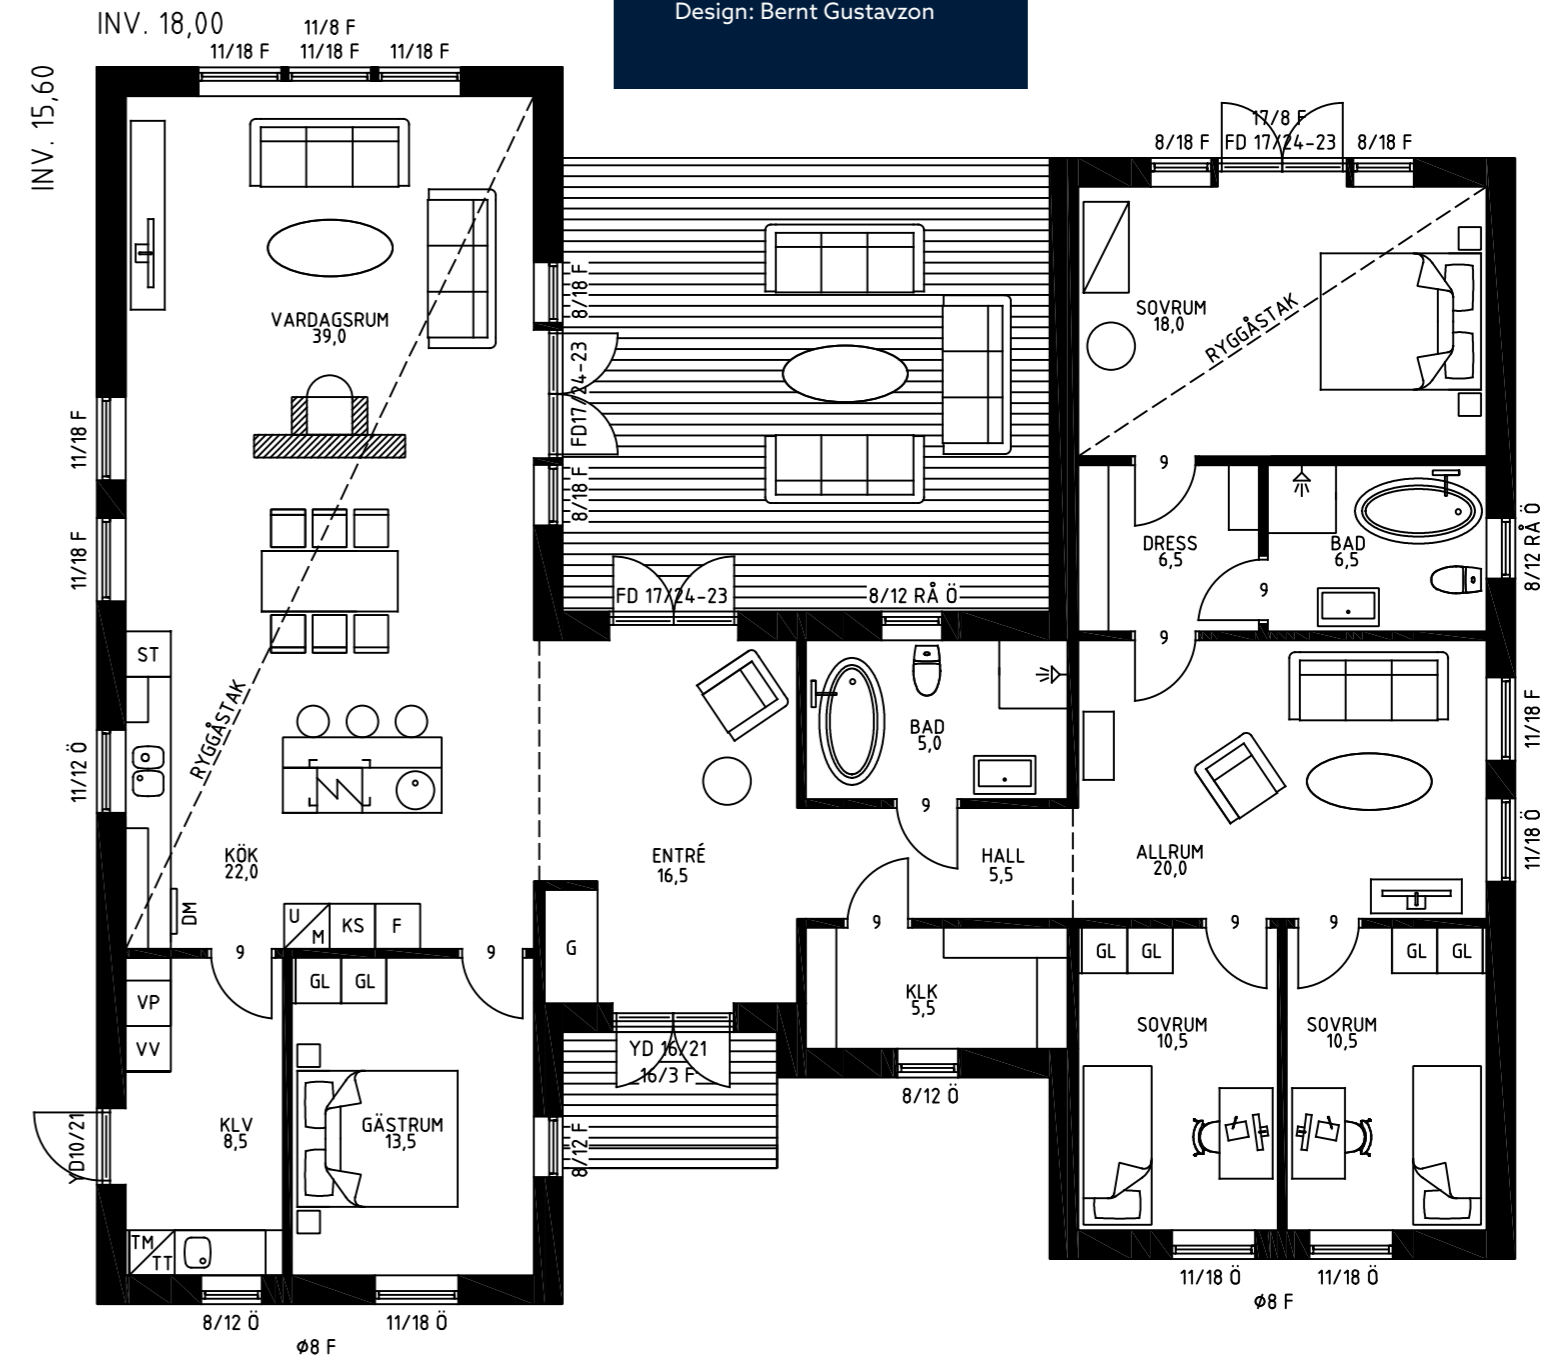 Design: Bernt Gustavzon
INV. 18,00
INV. 15,60
11/8 F
11/18 F
11/18 F
11/18 F
17/8 F
8/18 F
FD 17/24-23
8/18 F
VARDAGSRUM
39,0
8/18 F
FD17/24-23
8/18 F
SOVRUM
18,0
RYGGÅSTAK
11/18 F
11/18 F
9
DRESS
6,5
BAD
6,5
9
8/12 RÅ Ö
FD 17/24-23
8/12 RÅ Ö
9
ST
RYGGÅSTAK
11/12 Ö
BAD
5,0
9
11/18 F
11/18 Ö
KÖK
22,0
DM
U
M
KS
F
ENTRÉ
16,5
HALL
5,5
ALLRUM
20,0
9
9
G
9
9
9
VP
VV
GL
GL
KLK
5,5
GL
GL
GL
GL
SOVRUM
10,5
SOVRUM
10,5
YD 16/21
16/3 F
8/12 Ö
YD10/21
KLV
8,5
GÄSTRUM
13,5
8/12 F
TM
TT
8/12 Ö
11/18 Ö
ø8 F
11/18 Ö
11/18 Ö
ø8 F